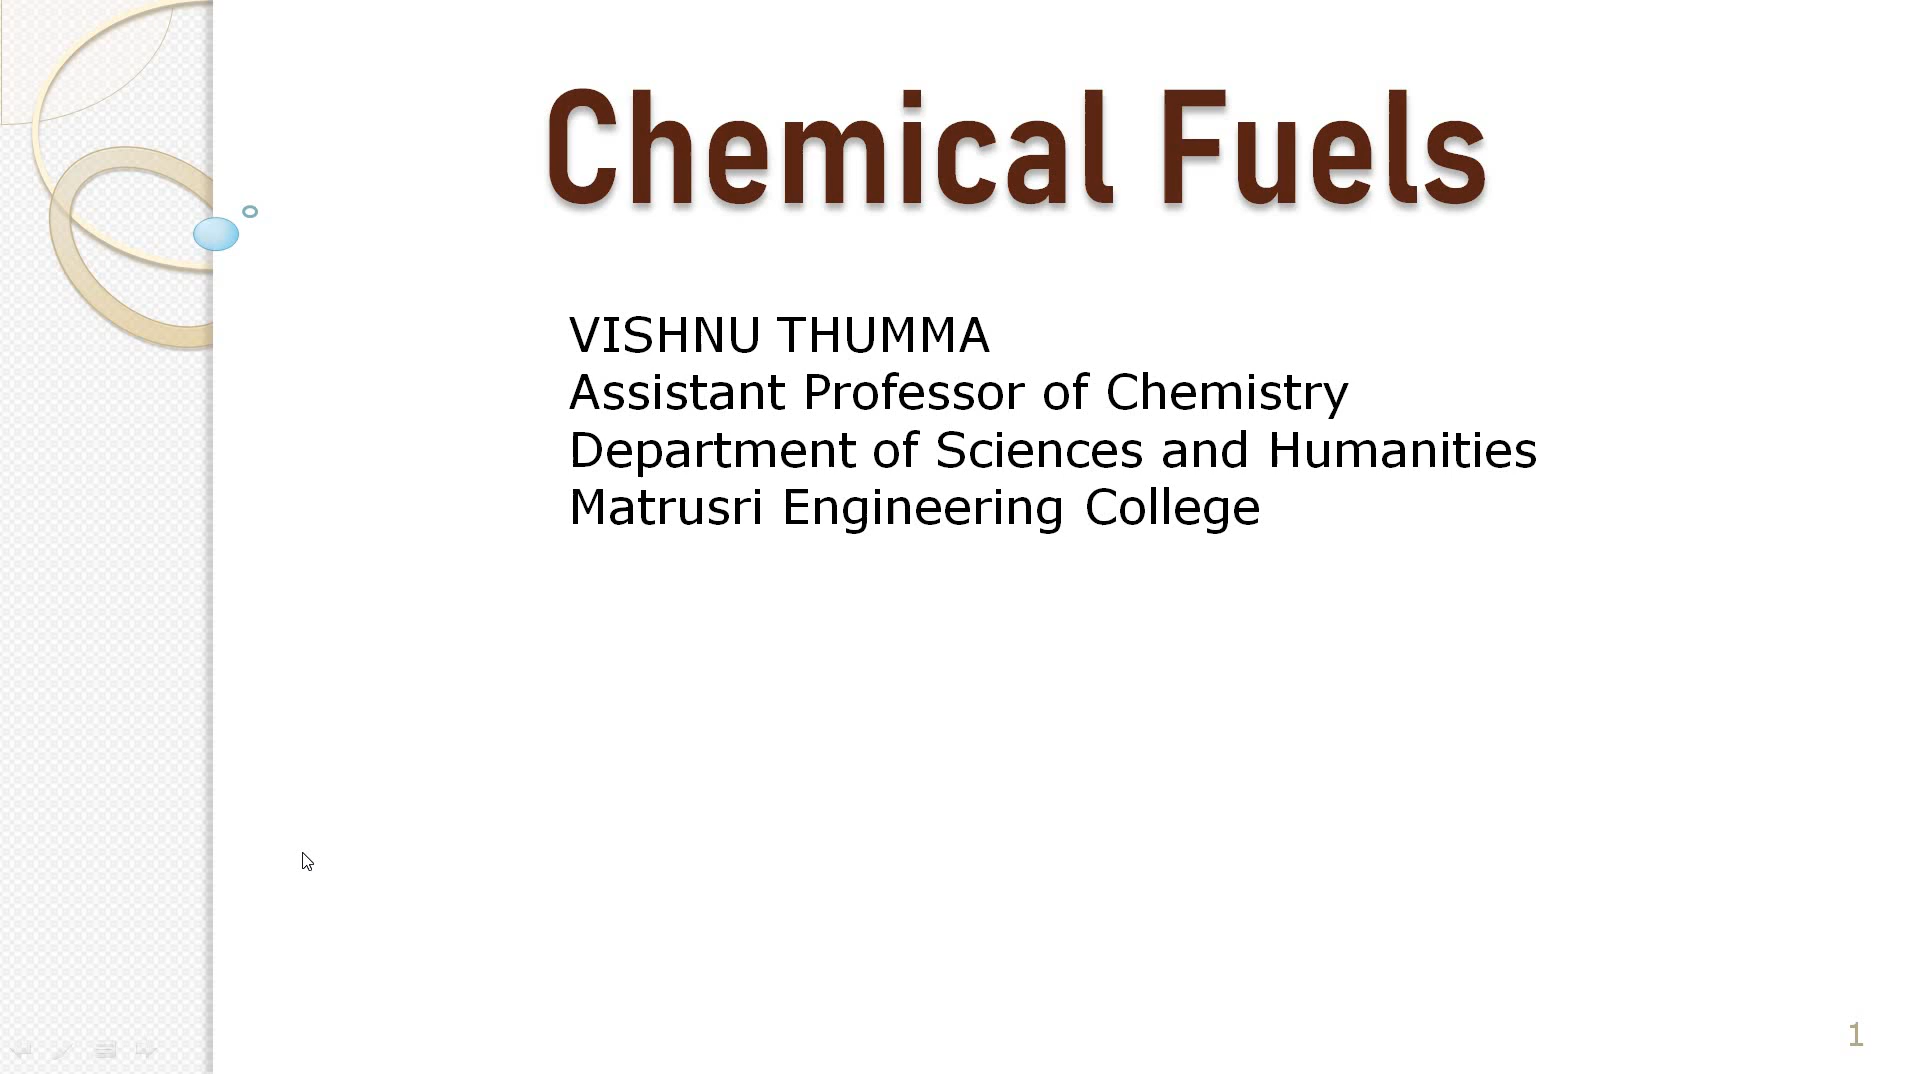 Chemical Fuels
VISHNU THUMMA
Assistant Professor of Chemistry
Department of Sciences and Humanities
Matrusri Engineering College
1